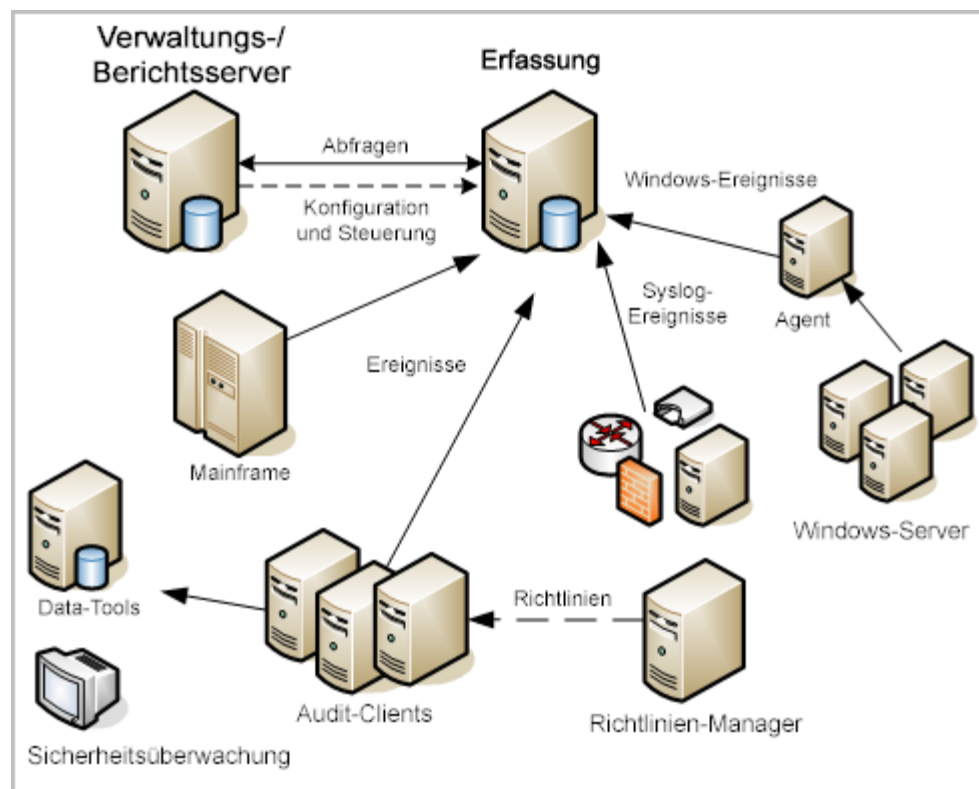 Verwaltungs-/
Berichtsserver
Erfassung
Abfragen
Konfiguration
und Steuerung
Windows-Ereignisse
Syslog-
Ereignisse
Agent
Ereignisse
Mainframe
Windows-Server
Data-Tools
Richtlinien
Audit-Clients
Richtlinien-Manager
Sicherheitsüberwachung